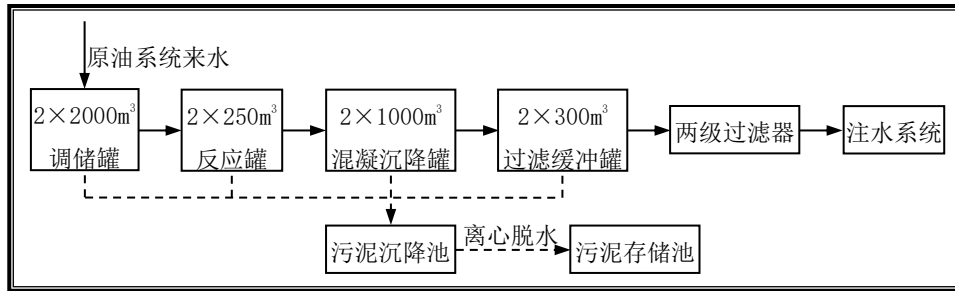 原油系统来水
2×2000m³
调储罐
2×250m³
反应罐
2×1000m³
混凝沉降罐
2×300m³
过滤缓冲罐
两级过滤器
注水系统
污泥沉降池
离心脱水
污泥存储池